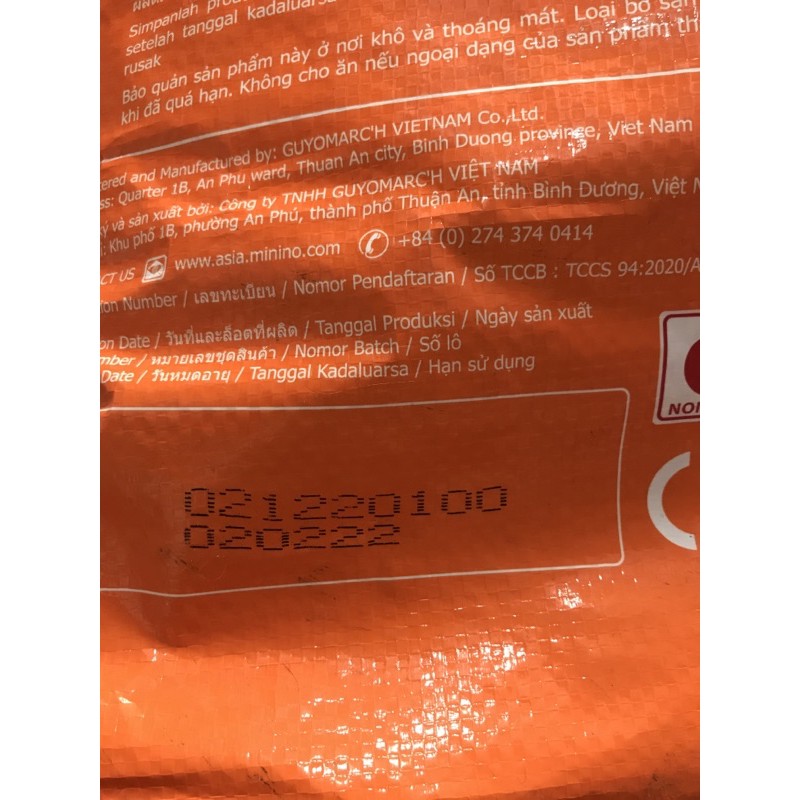 Simpanlah
setelah tanggal kadaluarsa
rusak
Bảo quản sản phẩm này ở nơi khô và thoáng mát. Loại bỏ sản
khi đã quá hạn. Không cho ăn nếu ngoại dạng của sản phẩm th
ered and Manufactured by: GUYOMARC'H VIETNAM Co.,Ltd.
ss: Quarter 1B, An Phu ward, Thuan An city, Binh Duong province, Viet Nam
ý và sản xuất bởi: Công ty TNHH GUYOMARC'H VIỆT NAM
: Khu phố 1B, phường An Phú, thành phố Thuận An, tỉnh Bình Dương, Việt N
CT US www.asia.minino.com +84 (0) 274 374 0414
on Number / เลขทะเบียน / Nomor Pendaftaran / Số TCCB : TCCS 94:2020/A
on Date / วันที่และล็อตที่ผลิต / Tanggal Produksi / Ngày sản xuất
mber / หมายเลขชุดสินค้า / Nomor Batch / Số lô
Date / วันหมดอายุ / Tanggal Kadaluarsa / Hạn sử dụng
NON
021220100
020222